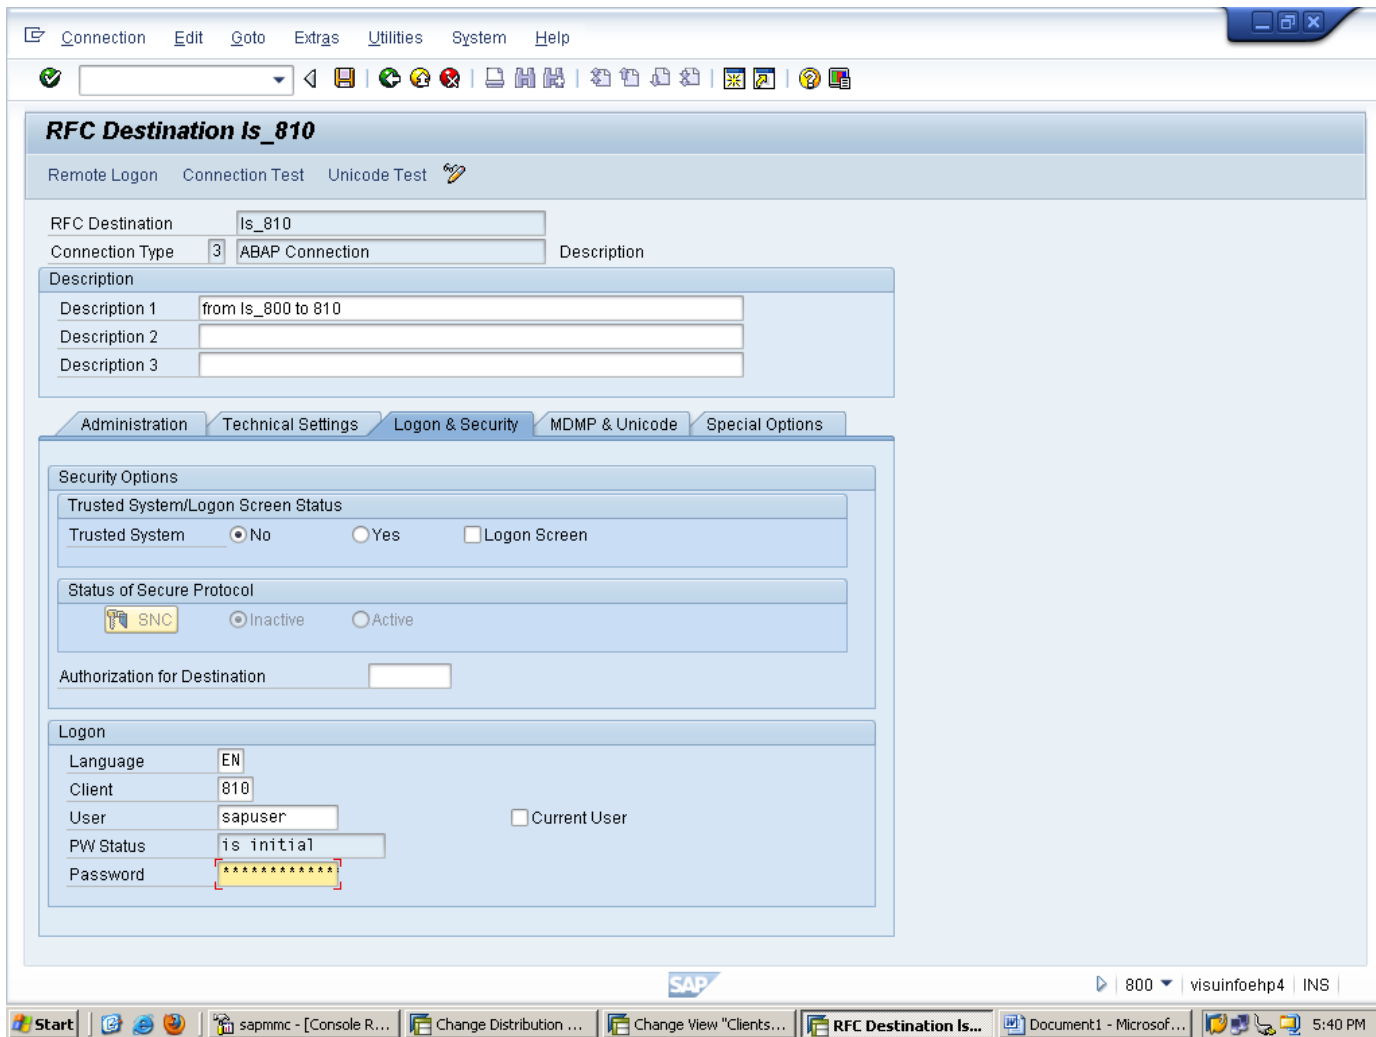 Connection Edit Goto Extras Utilities System Help
RFC Destination ls_810
Remote Logon Connection Test Unicode Test
RFC Destination ls_810
Connection Type 3 ABAP Connection Description
Description
Description 1 from ls_800 to 810
Description 2
Description 3
Administration Technical Settings Logon & Security MDMP & Unicode Special Options
Security Options
Trusted System/Logon Screen Status
Trusted System No Yes Logon Screen
Status of Secure Protocol
SNC Inactive Active
Authorization for Destination
Logon
Language EN
Client 810
User sapuser Current User
PW Status is initial
Password ************
SAP
800 visuinfoehp4 INS
Start sapmmc - [Console R... Change Distribution ... Change View "Clients... RFC Destination ls... Document1 - Microsof... 5:40 PM